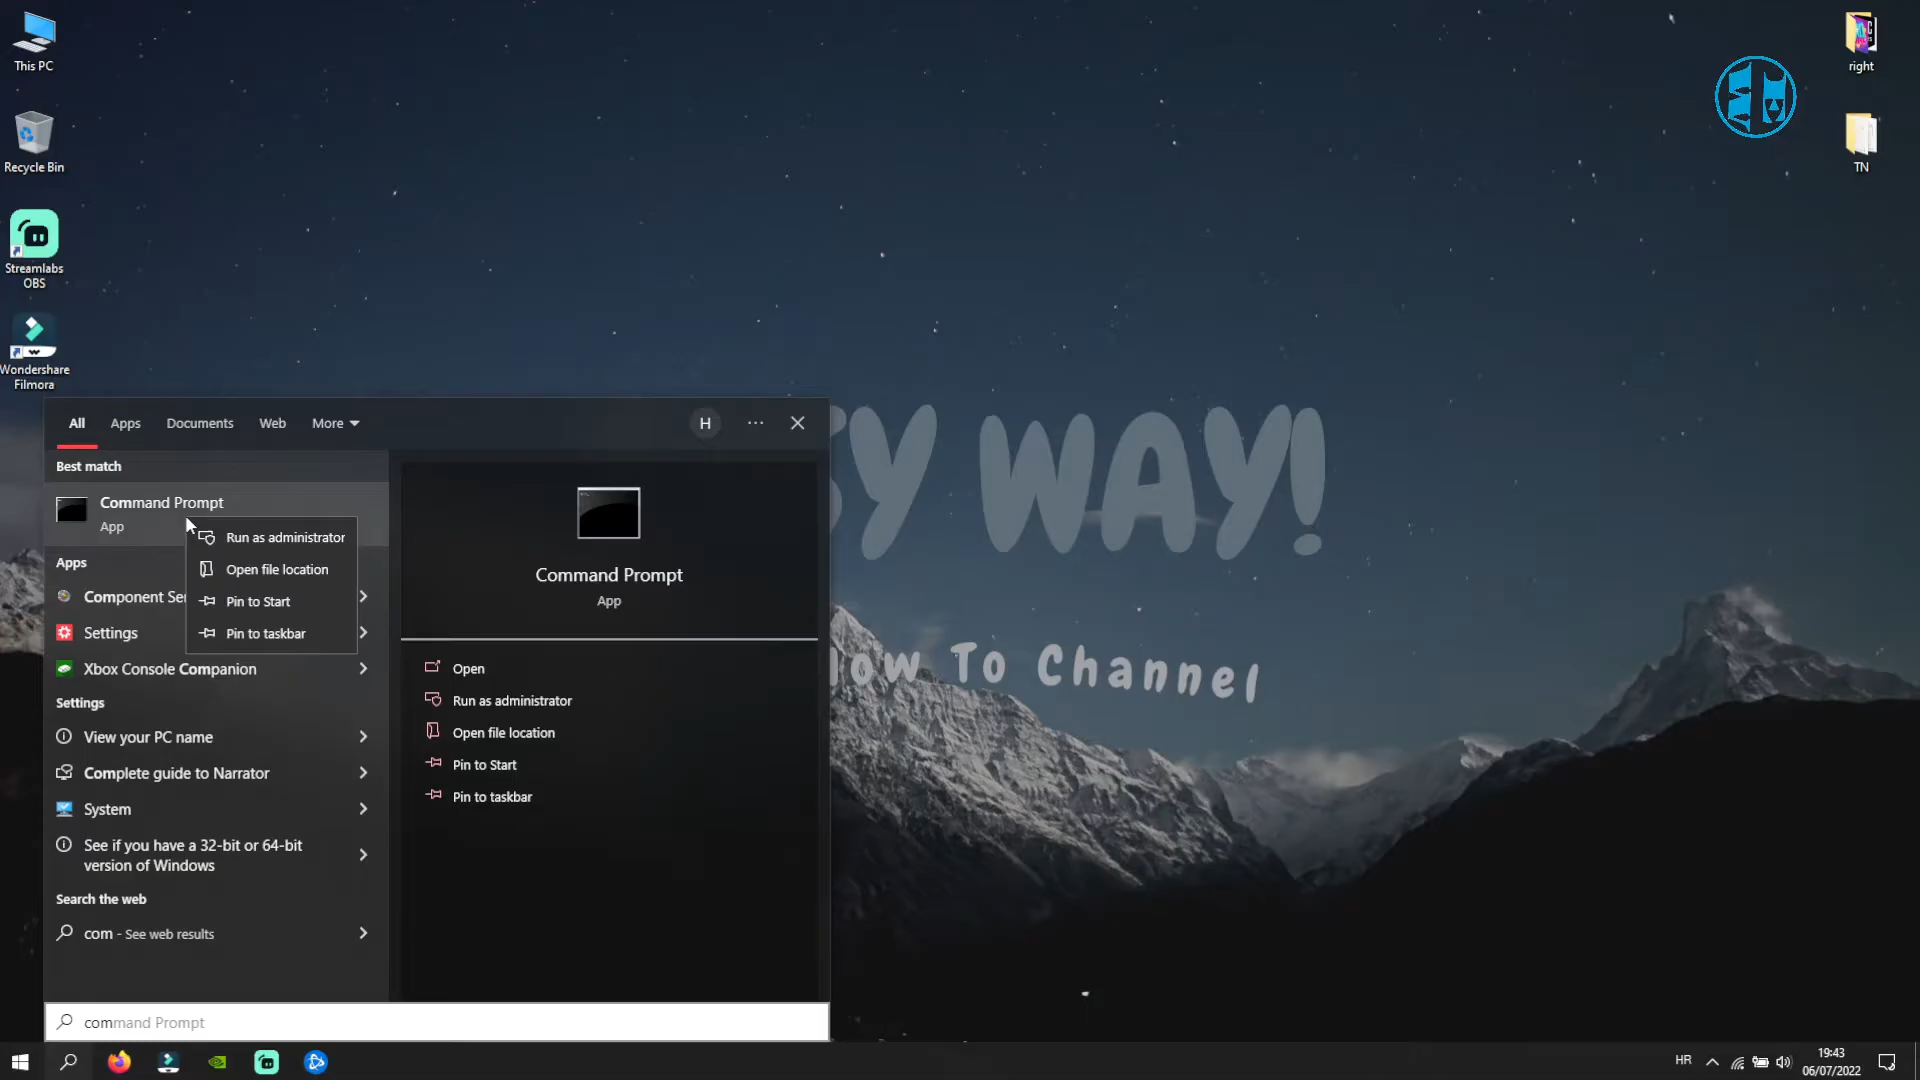 This PC
Recycle Bin
Streamlabs
OBS
Wondershare
Filmora
right
TN
All
Apps
Documents
Web
More
H
Best match
Command Prompt
App
Run as administrator
Open file location
Pin to Start
Pin to taskbar
Apps
Component Ser
Settings
Xbox Console Companion
Settings
View your PC name
Complete guide to Narrator
System
See if you have a 32-bit or 64-bit
version of Windows
Search the web
com - See web results
Command Prompt
App
Open
Run as administrator
Open file location
Pin to Start
Pin to taskbar
WAY!
To Channel
command Prompt
HR
19:43
06/07/2022